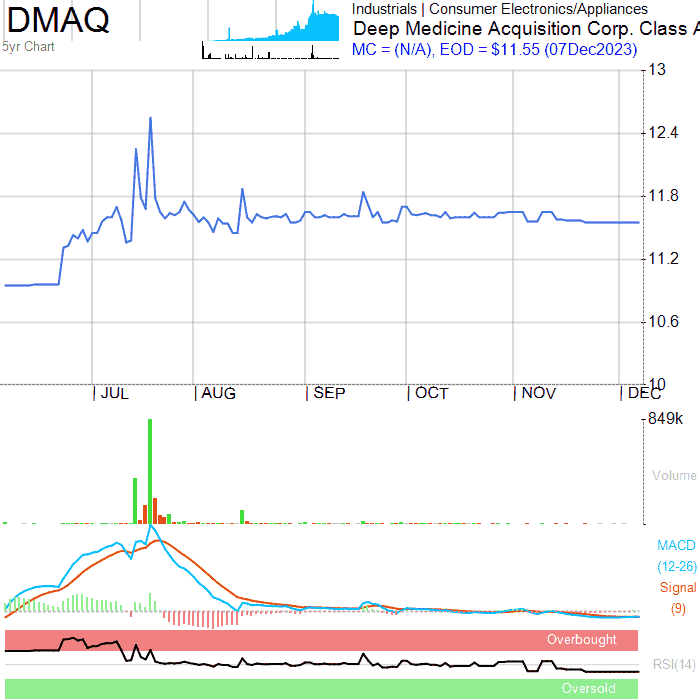 DMAQ
5yr Chart
Industrials | Consumer Electronics/Appliances
Deep Medicine Acquisition Corp. Class A
MC = (N/A), EOD = $11.55 (07Dec2023)
13
12.4
11.8
11.2
10.6
10
JUL AUG SEP OCT NOV DEC
849k
Volume
MACD
(12-26)
Signal
(9)
Overbought
RSI(14)
Oversold